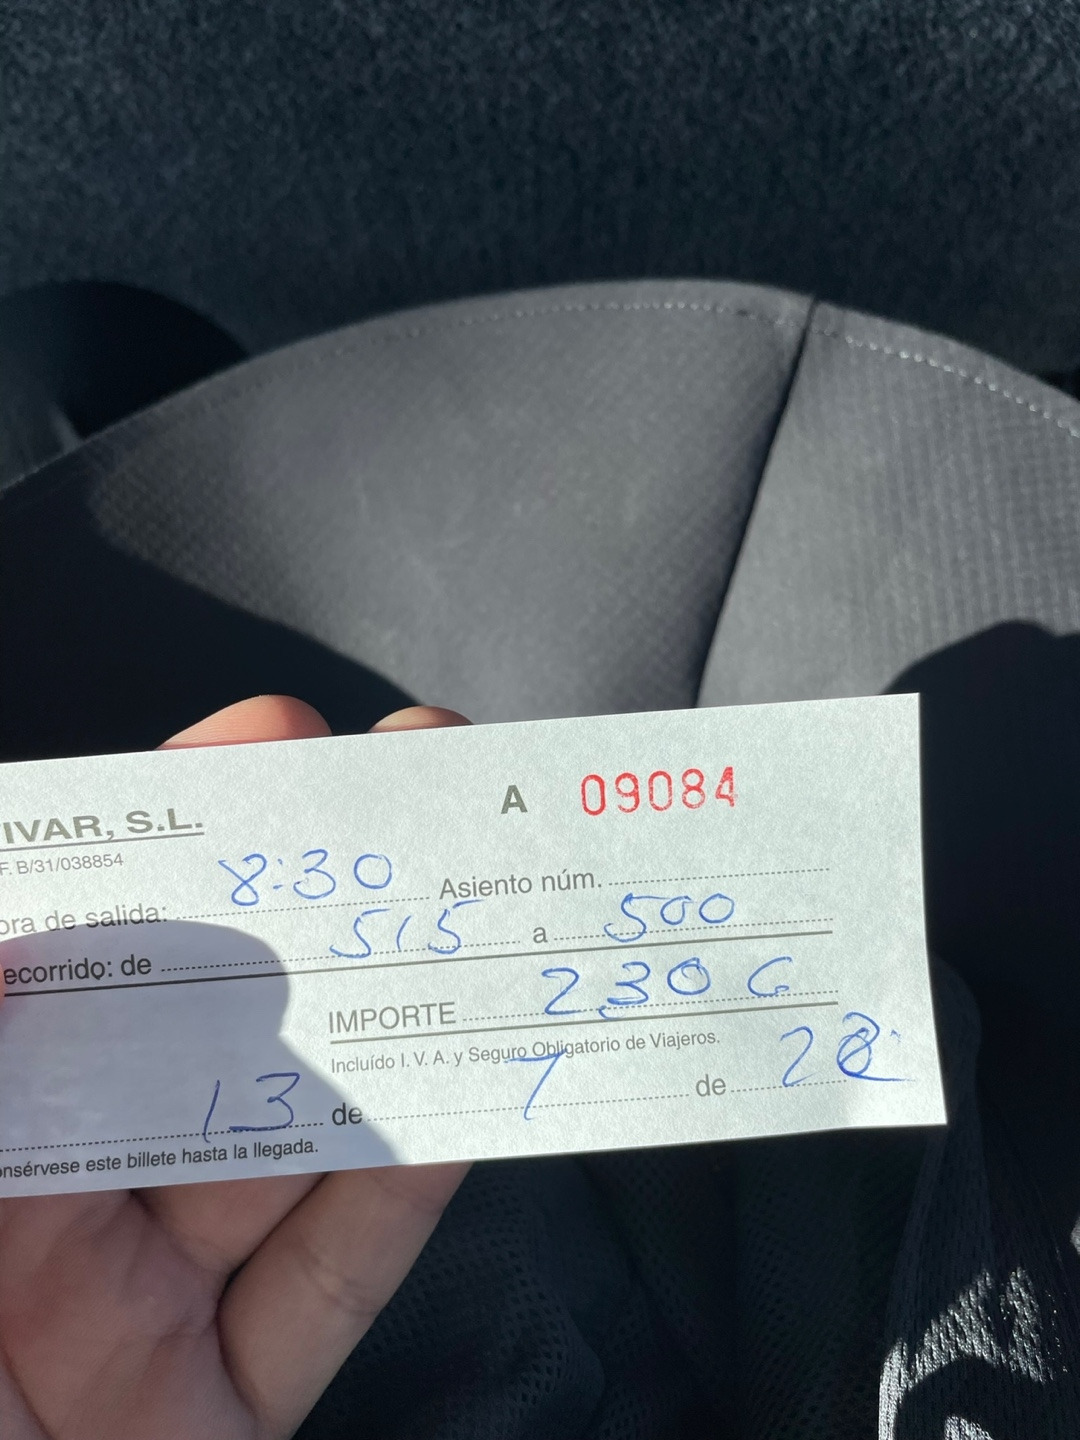 A 09084
IVAR, S.L.
F. B/31/038854
ora de salida: 8:30 Asiento núm.
ecorrido: de 515 a 500
IMPORTE 2,30 €
Incluído I. V. A. y Seguro Obligatorio de Viajeros.
13 de 7 de 22
onsérvese este billete hasta la llegada.